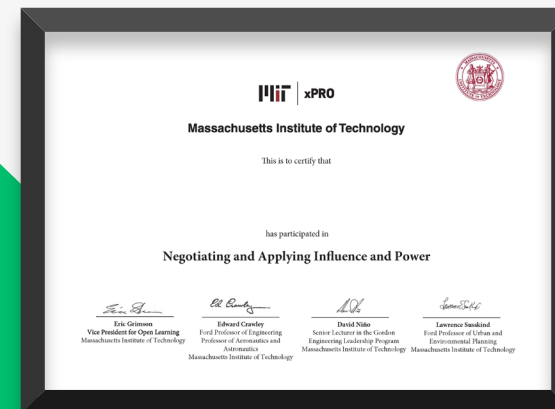 MIT xPRO
Massachusetts Institute of Technology
This is to certify that
has participated in
Negotiating and Applying Influence and Power
Eric Grimson
Vice President for Open Learning
Massachusetts Institute of Technology
Edward Crawley
Ford Professor of Engineering
Professor of Aeronautics and
Astronautics
Massachusetts Institute of Technology
David Niño
Senior Lecturer in the Gordon
Engineering Leadership Program
Massachusetts Institute of Technology
Lawrence Susskind
Ford Professor of Urban and
Environmental Planning
Massachusetts Institute of Technology